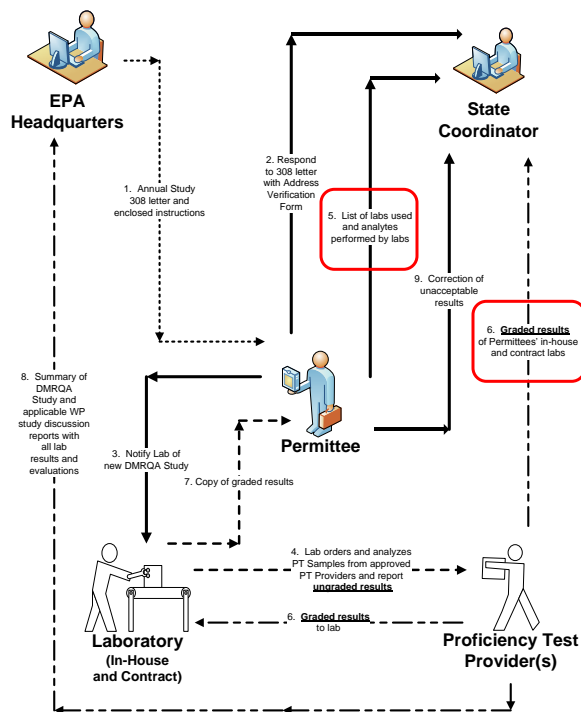 EPA
Headquarters
State
Coordinator
1. Annual Study
308 letter and
enclosed instructions
2. Respond
to 308 letter
with Address
Verification
Form
5. List of labs used
and analytes
performed by labs
9. Correction of
unacceptable
results
6. Graded results
of Permittees' in-house
and contract labs
8. Summary of
DMRQA
Study and
applicable WP
study discussion
reports with
all lab
results and
evaluations
Permittee
3. Notify Lab of
new DMRQA Study
7. Copy of graded results
4. Lab orders and analyzes
PT Samples from approved
PT Providers and report
ungraded results
6. Graded results
to lab
Laboratory
(In-House
and Contract)
Proficiency Test
Provider(s)